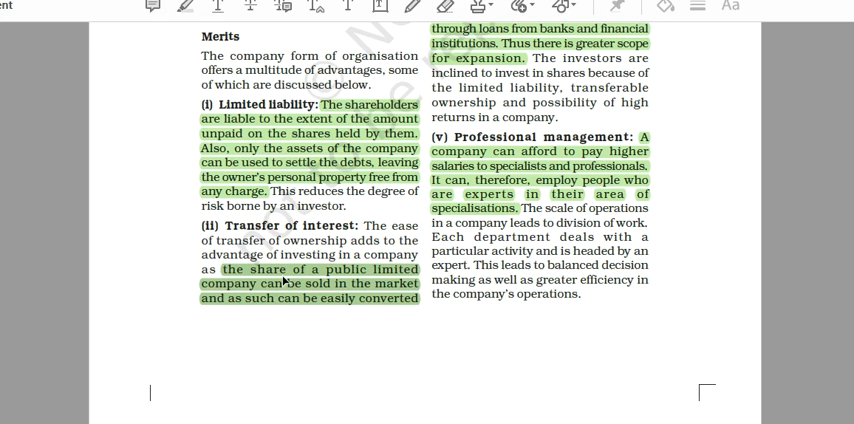 ent
Merits
The company form of organisation
offers a multitude of advantages, some
of which are discussed below.
(i) Limited liability: The shareholders
are liable to the extent of the amount
unpaid on the shares held by them.
Also, only the assets of the company
can be used to settle the debts, leaving
the owner's personal property free from
any charge. This reduces the degree of
risk borne by an investor.
(ii) Transfer of interest: The ease
of transfer of ownership adds to the
advantage of investing in a company
as the share of a public limited
company can be sold in the market
and as such can be easily converted
through loans from banks and financial
institutions. Thus there is greater scope
for expansion. The investors are
inclined to invest in shares because of
the limited liability, transferable
ownership and possibility of high
returns in a company.
(v) Professional management: A
company can afford to pay higher
salaries to specialists and professionals.
It can, therefore, employ people who
are experts in their area of
specialisations. The scale of operations
in a company leads to division of work.
Each department deals with a
particular activity and is headed by an
expert. This leads to balanced decision
making as well as greater efficiency in
the company's operations.
Aa